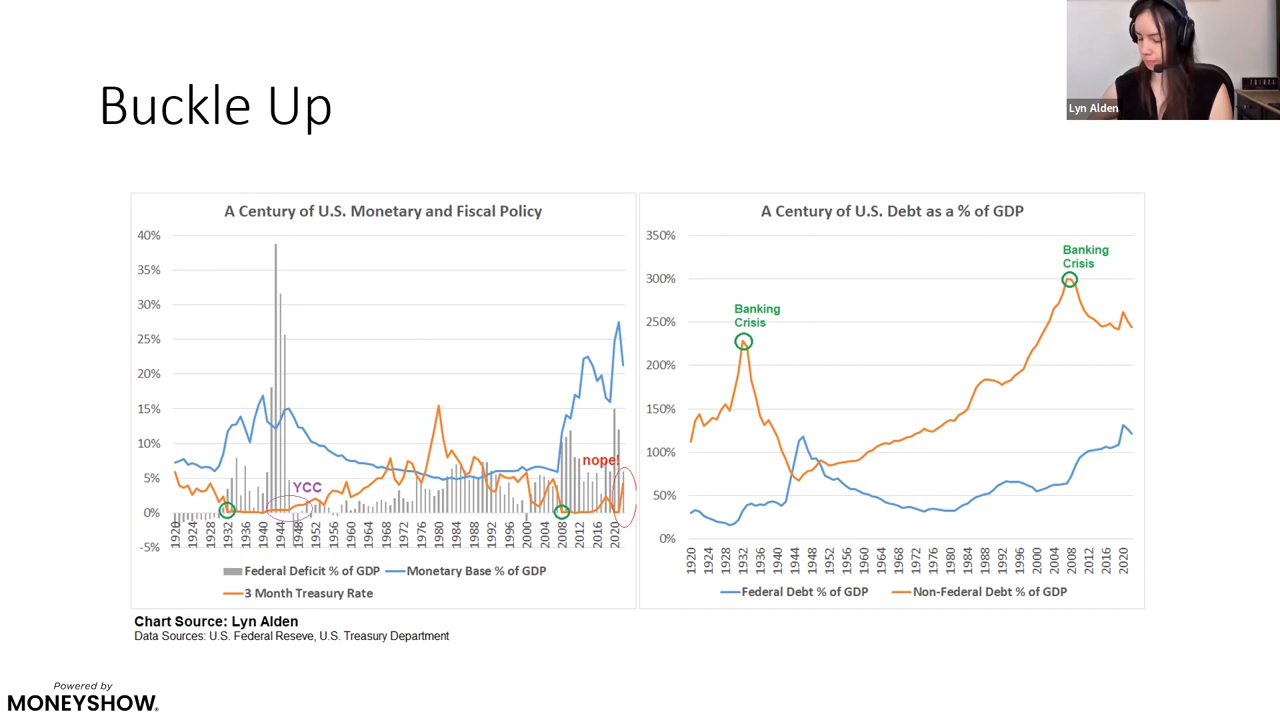 Lyn Alden
Buckle Up
A Century of U.S. Monetary and Fiscal Policy
40%
35%
30%
25%
20%
15%
10%
5%
0%
-5%
YCC
nope!
1920 1924 1928 1932 1936 1940 1944 1948 1952 1956 1960 1964 1968 1972 1976 1980 1984 1988 1992 1996 2000 2004 2008 2012 2016 2020
Federal Deficit % of GDP Monetary Base % of GDP
3 Month Treasury Rate
A Century of U.S. Debt as a % of GDP
350%
300%
250%
200%
150%
100%
50%
0%
Banking
Crisis
Banking
Crisis
1920 1924 1928 1932 1936 1940 1944 1948 1952 1956 1960 1964 1968 1972 1976 1980 1984 1988 1992 1996 2000 2004 2008 2012 2016 2020
Federal Debt % of GDP Non-Federal Debt % of GDP
Chart Source: Lyn Alden
Data Sources: U.S. Federal Reseve, U.S. Treasury Department
Powered by
MONEYSHOW.